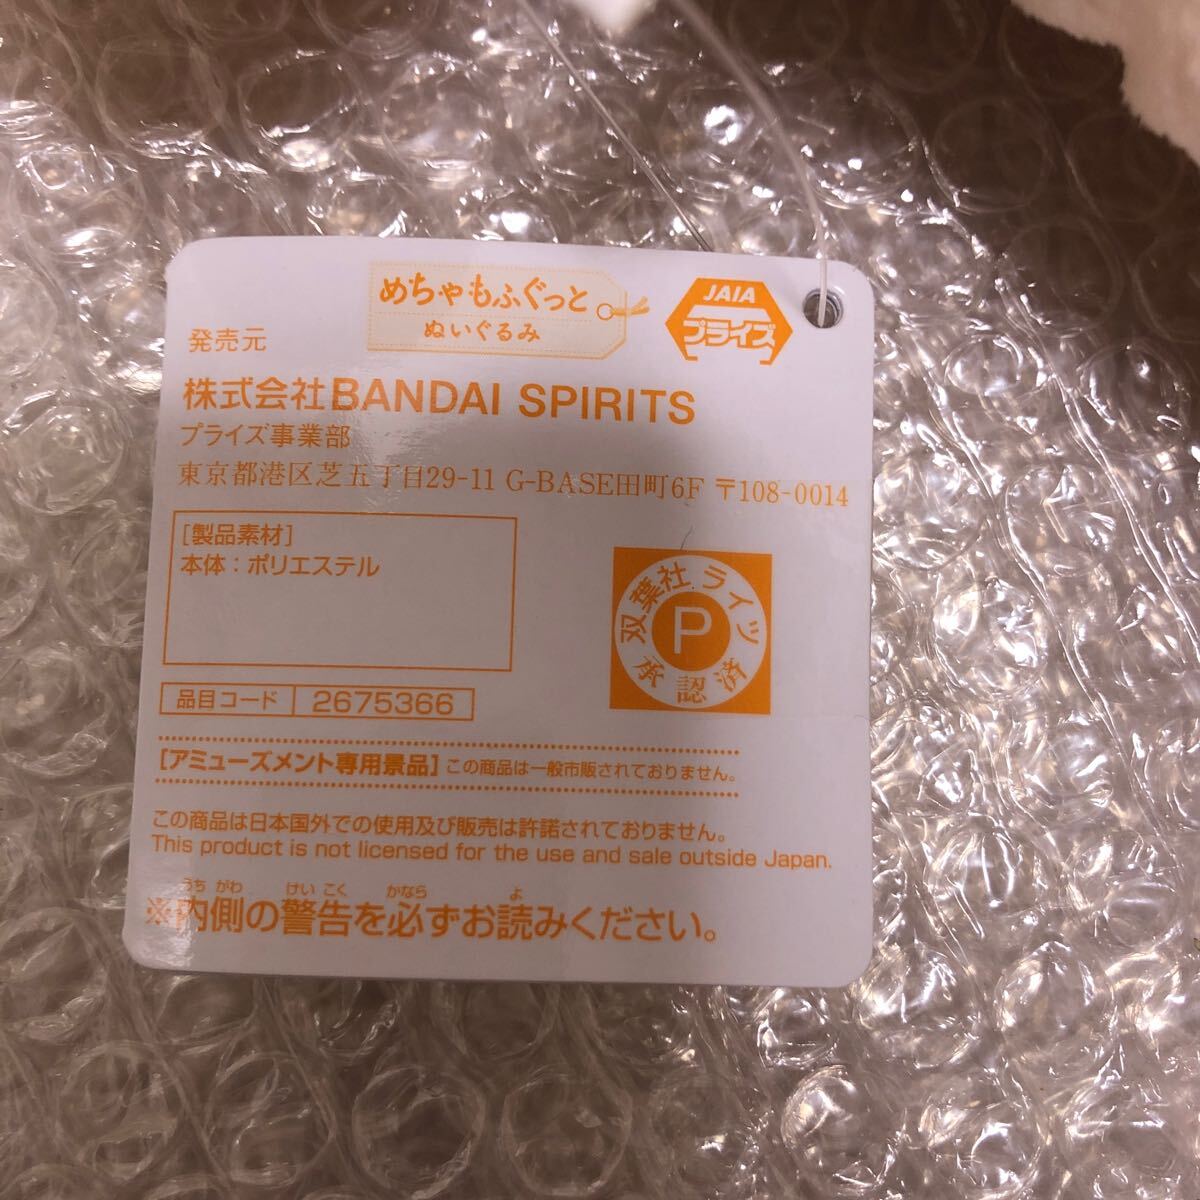 めちゃもふぐっと
ぬいぐるみ
JAIA
プライズ
発売元
株式会社BANDAI SPIRITS
プライズ事業部
東京都港区芝五丁目29-11 G-BASE田町6F 〒108-0014
[製品素材]
本体:ポリエステル
双葉社ライツ
P
承認済
品目コード 2675366
[アミューズメント専用景品] この商品は一般市販されておりません。
この商品は日本国外での使用及び販売は許諾されておりません。
This product is not licensed for the use and sale outside Japan.
うちがわ けいこく かなら よ
※内側の警告を必ずお読みください。